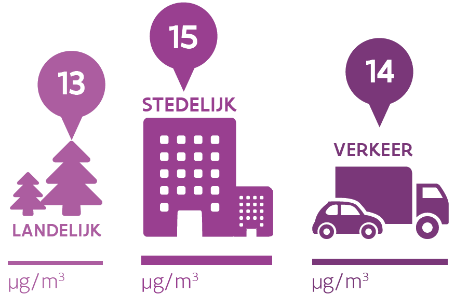 13
LANDELIJK
µg/m³
15
STEDELIJK
µg/m³
14
VERKEER
µg/m³